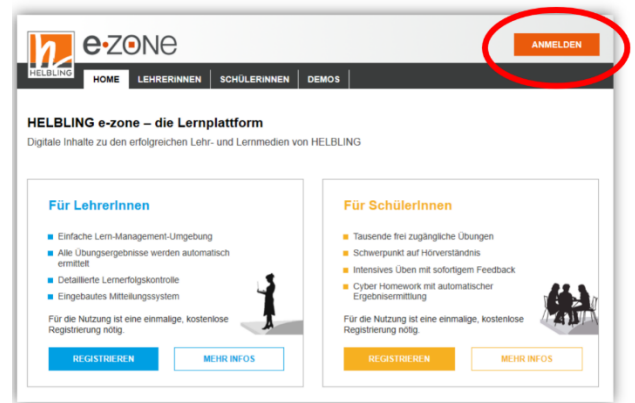 HELBLING
e·zone
ANMELDEN
HOME LEHRERiNNEN SCHÜLERiNNEN DEMOS
HELBLING e-zone – die Lernplattform
Digitale Inhalte zu den erfolgreichen Lehr- und Lernmedien von HELBLING
Für LehrerInnen
Einfache Lern-Management-Umgebung
Alle Übungsergebnisse werden automatisch
ermittelt
Detaillierte Lernerfolgskontrolle
Eingebautes Mitteilungssystem
Für die Nutzung ist eine einmalige, kostenlose
Registrierung nötig.
REGISTRIEREN MEHR INFOS
Für SchülerInnen
Tausende frei zugängliche Übungen
Schwerpunkt auf Hörverständnis
Intensives Üben mit sofortigem Feedback
Cyber Homework mit automatischer
Ergebnisermittlung
Für die Nutzung ist eine einmalige, kostenlose
Registrierung nötig.
REGISTRIEREN MEHR INFOS